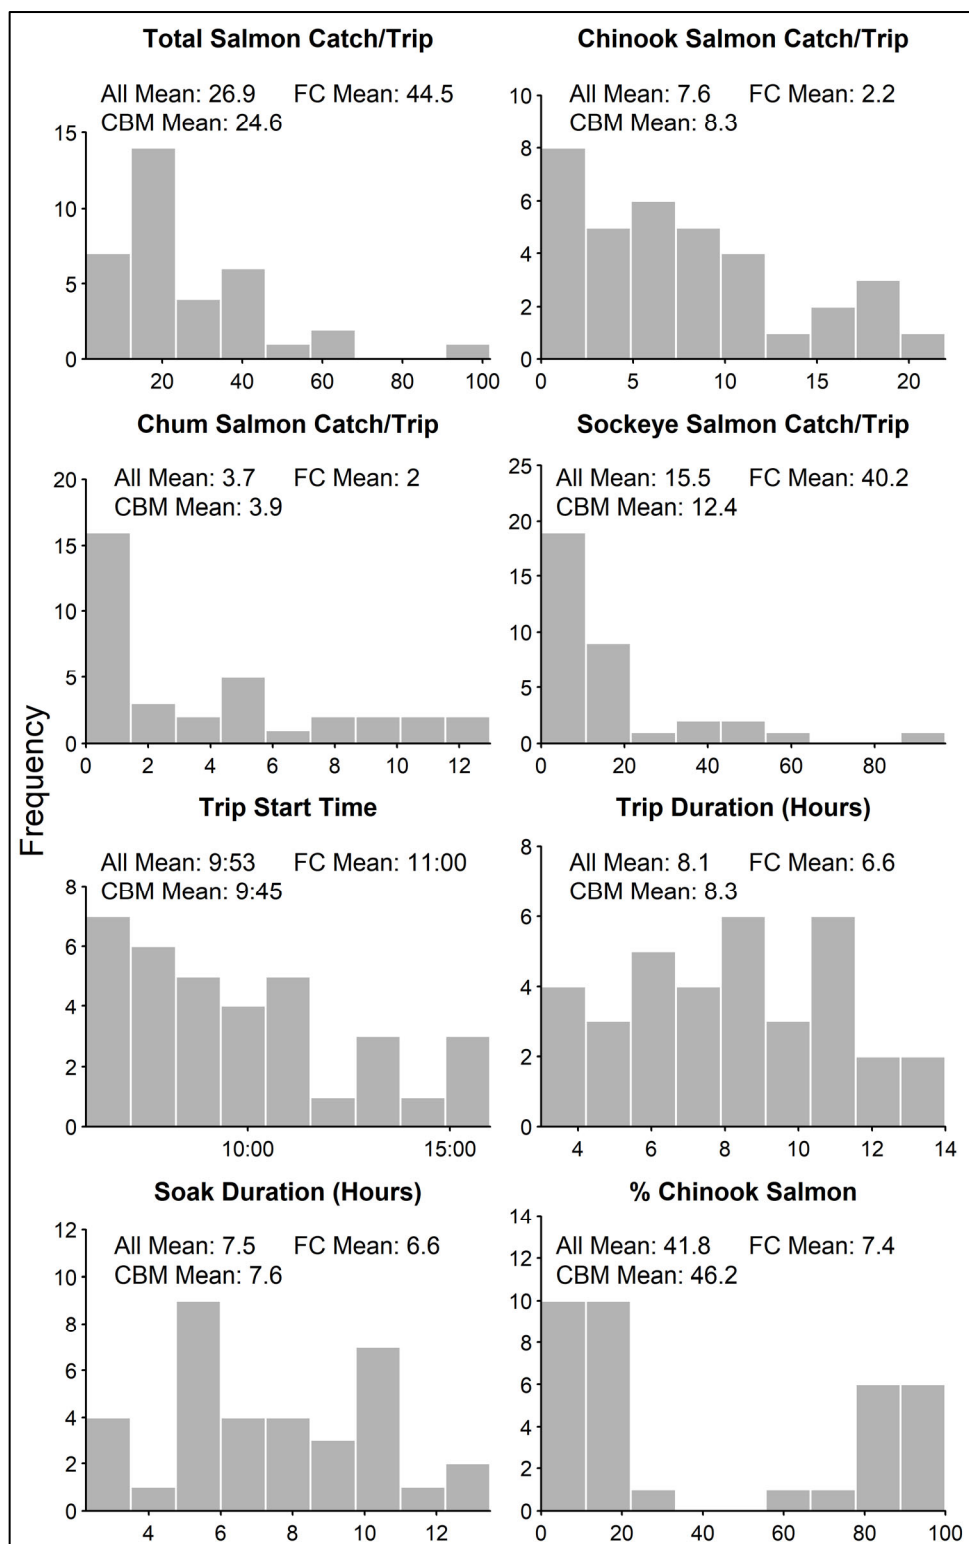 Total Salmon Catch/Trip
All Mean: 26.9 FC Mean: 44.5
CBM Mean: 24.6
15
10
5
0
20 40 60 80 100
Chinook Salmon Catch/Trip
All Mean: 7.6 FC Mean: 2.2
CBM Mean: 8.3
10
8
6
4
2
0
0 5 10 15 20
Chum Salmon Catch/Trip
All Mean: 3.7 FC Mean: 2
CBM Mean: 3.9
20
15
10
5
0
0 2 4 6 8 10 12
Sockeye Salmon Catch/Trip
All Mean: 15.5 FC Mean: 40.2
CBM Mean: 12.4
25
20
15
10
5
0
0 20 40 60 80
Frequency
Trip Start Time
All Mean: 9:53 FC Mean: 11:00
CBM Mean: 9:45
8
6
4
2
0
10:00 15:00
Trip Duration (Hours)
All Mean: 8.1 FC Mean: 6.6
CBM Mean: 8.3
8
6
4
2
0
4 6 8 10 12 14
Soak Duration (Hours)
All Mean: 7.5 FC Mean: 6.6
CBM Mean: 7.6
12
10
8
6
4
2
0
4 6 8 10 12
% Chinook Salmon
All Mean: 41.8 FC Mean: 7.4
CBM Mean: 46.2
14
12
10
8
6
4
2
0
0 20 40 60 80 100